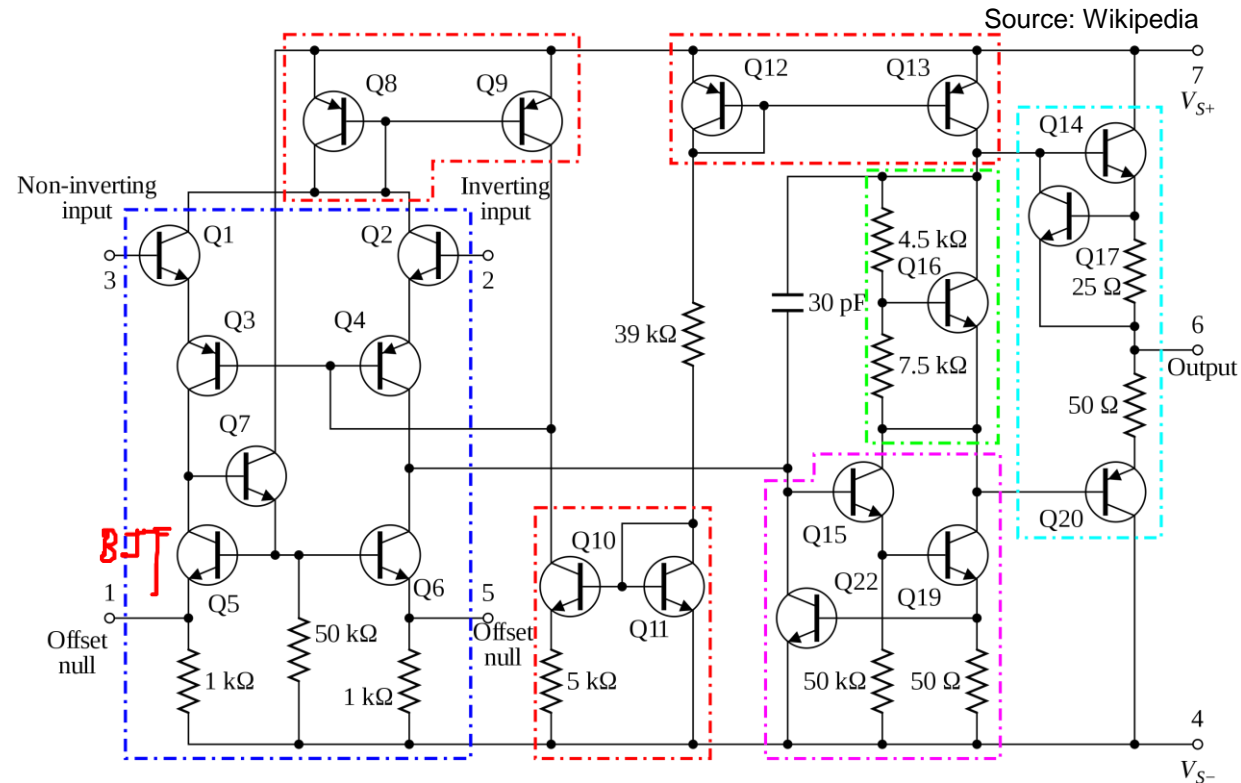 Source: Wikipedia
Q8
Q9
Q12
Q13
7
V_{S+}
Q14
Non-inverting
input
Inverting
input
Q1
Q2
3
2
4.5 kΩ
Q16
Q17
25 Ω
30 pF
Q3
Q4
39 kΩ
7.5 kΩ
6
Output
50 Ω
Q7
Q15
Q20
BJT
Q10
Q22
Q19
1
Q5
Q6
5
Q11
Offset
null
50 kΩ
Offset
null
1 kΩ
1 kΩ
5 kΩ
50 kΩ
50 Ω
4
V_{S−}